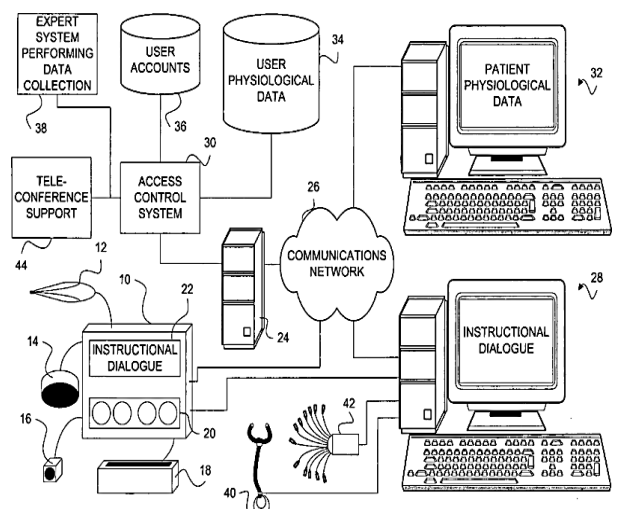 EXPERT
SYSTEM
PERFORMING
DATA
COLLECTION
38
USER
ACCOUNTS
36
USER
PHYSIOLOGICAL
DATA
34
PATIENT
PHYSIOLOGICAL
DATA
32
TELE-
CONFERENCE
SUPPORT
44
30
ACCESS
CONTROL
SYSTEM
26
COMMUNICATIONS
NETWORK
24
12
10
22
INSTRUCTIONAL
DIALOGUE
14
16
20
18
28
INSTRUCTIONAL
DIALOGUE
42
40